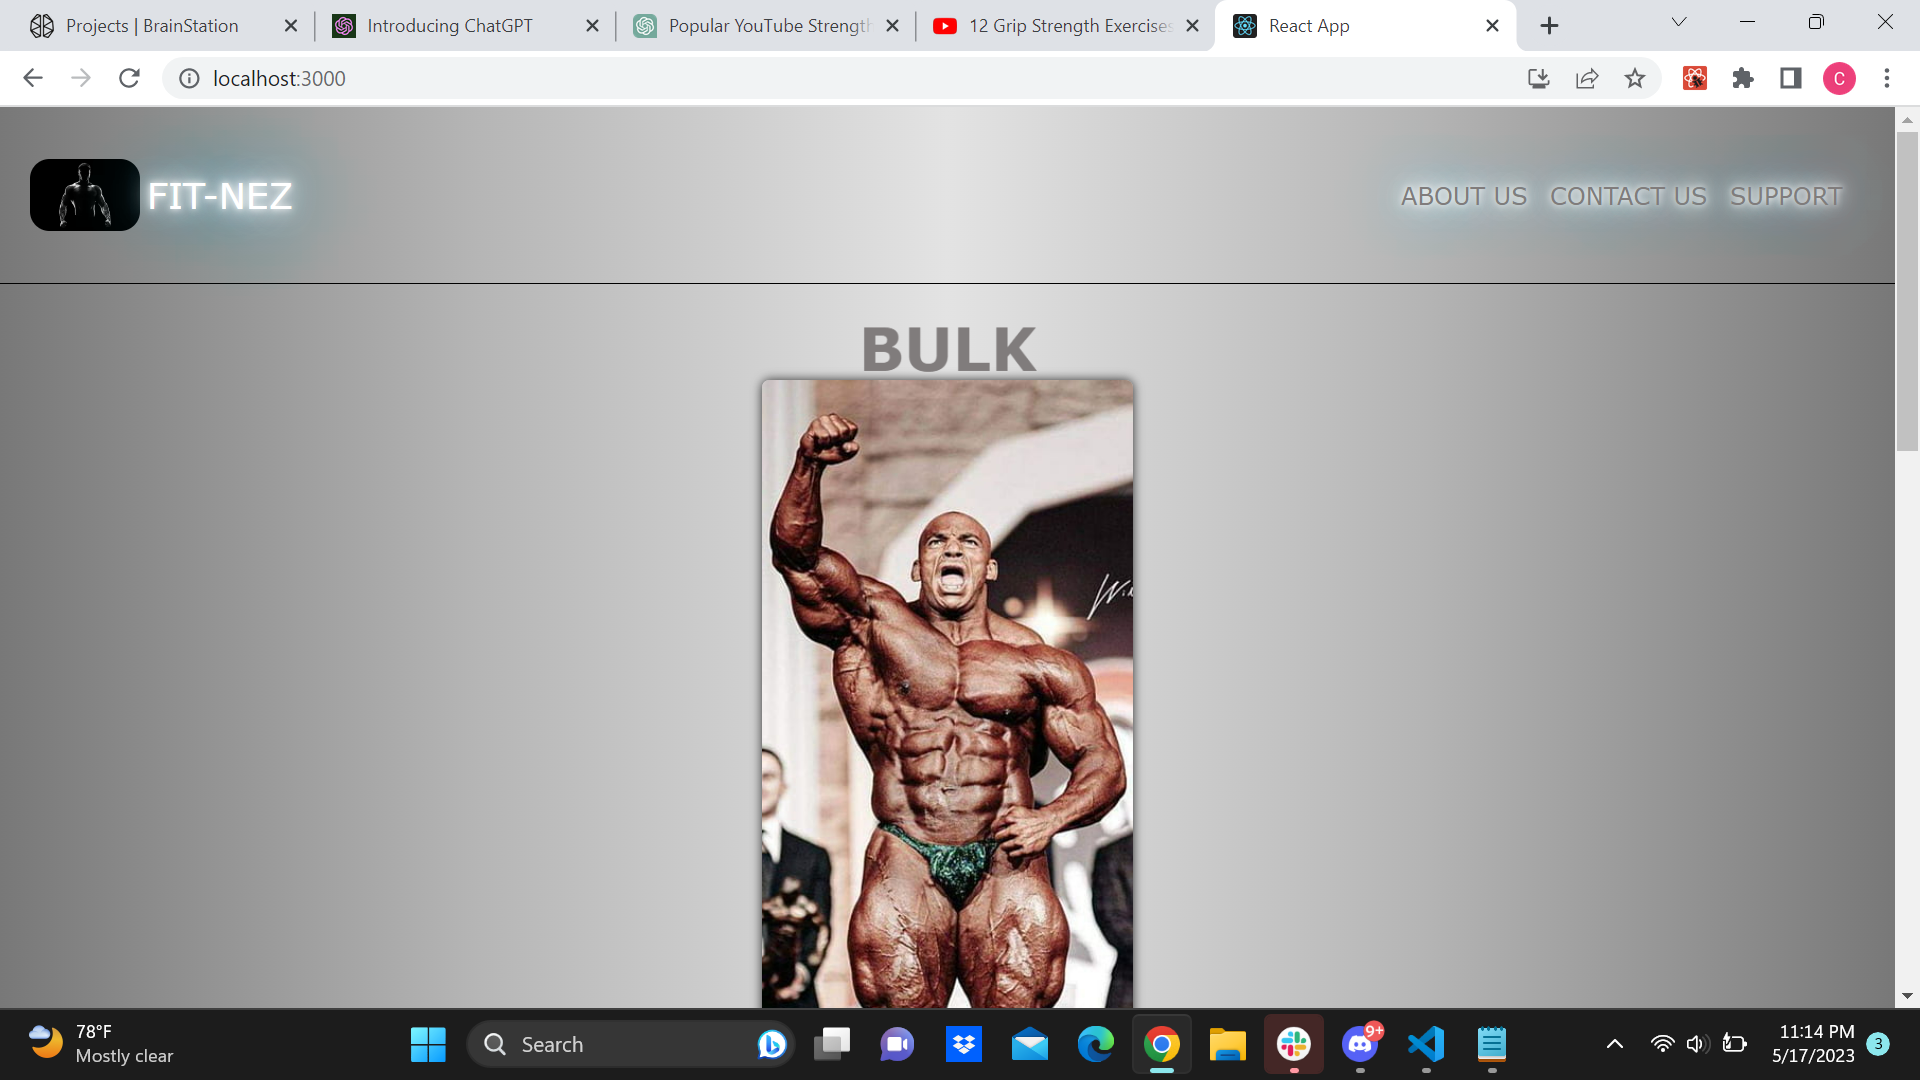 Projects | BrainStation
Introducing ChatGPT
Popular YouTube Strength
12 Grip Strength Exercises
React App
localhost:3000
C
FIT-NEZ
ABOUT US
CONTACT US
SUPPORT
BULK
78°F
Mostly clear
Search
9+
11:14 PM
5/17/2023
3